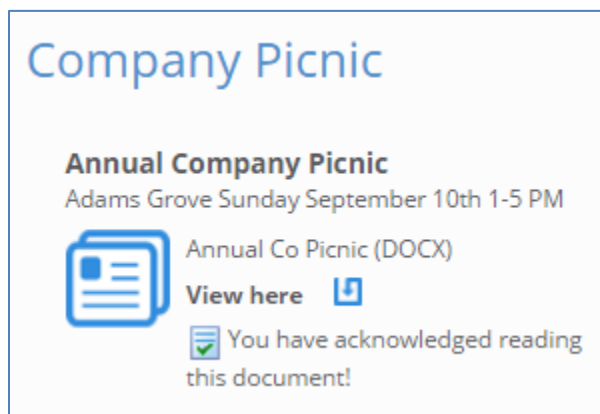 Company Picnic
Annual Company Picnic
Adams Grove Sunday September 10th 1-5 PM
Annual Co Picnic (DOCX)
View here
You have acknowledged reading
this document!